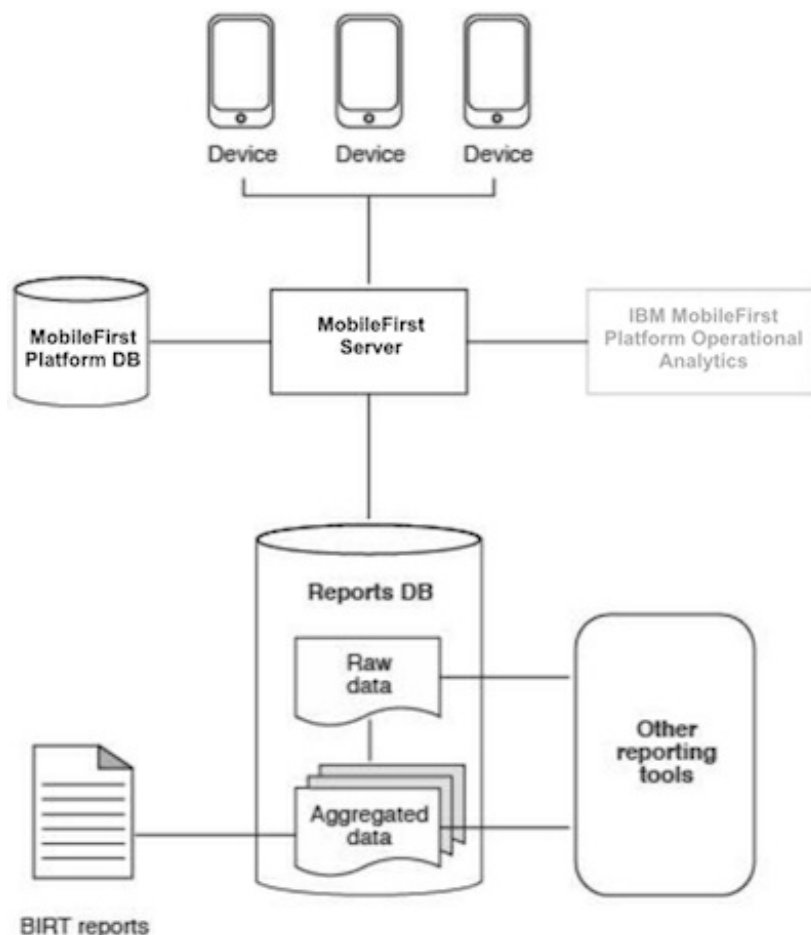 Device
Device
Device
MobileFirst
Platform DB
MobileFirst
Server
IBM MobileFirst
Platform Operational
Analytics
Reports DB
Raw
data
Other
reporting
tools
Aggregated
data
BIRT reports